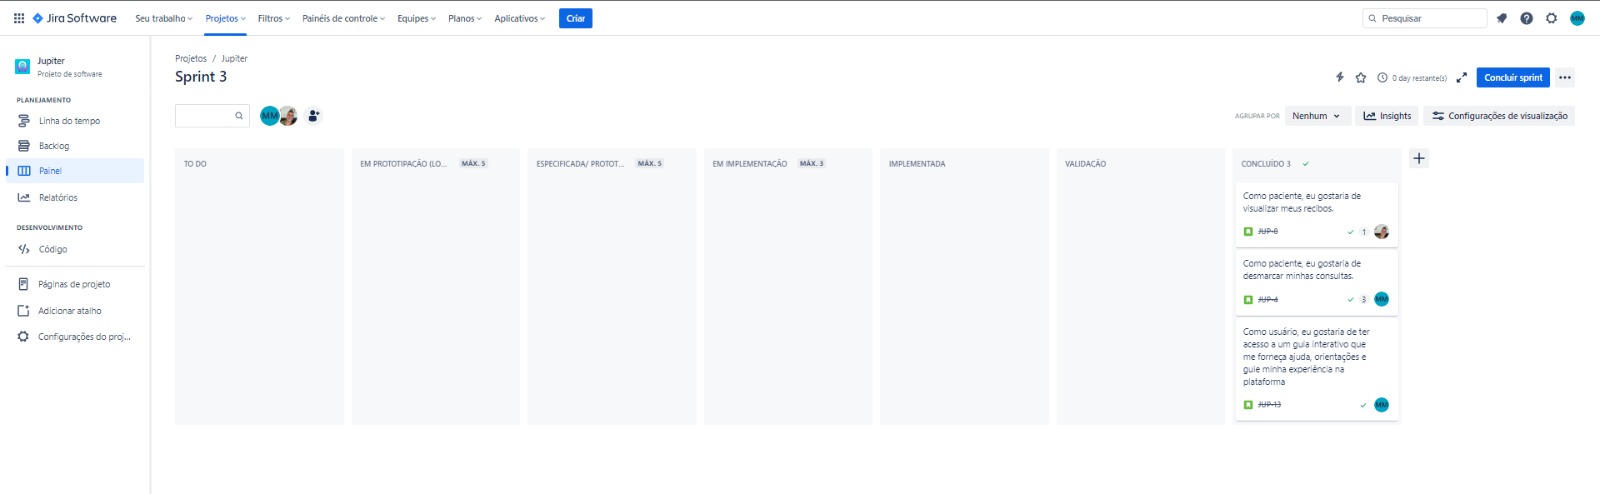 Jira Software Seu trabalho Projetos Filtros Painéis de controle Equipes Planos Aplicativos Criar Pesquisar MM
Jupiter
Projeto de software
PLANEJAMENTO
Linha do tempo
Backlog
Painel
Relatórios
DESENVOLVIMENTO
Código
Páginas de projeto
Adicionar atalho
Configurações do proj...
Projetos / Jupiter
Sprint 3
0 day restante(s) Concluir sprint
MM
AGRUPAR POR Nenhum Insights Configurações de visualização
TO DO
EM PROTOTIPAÇÃO (LO... MÁX. 5
ESPECIFICADA/ PROTOT... MÁX. 5
EM IMPLEMENTAÇÃO MÁX. 3
IMPLEMENTADA
VALIDAÇÃO
CONCLUÍDO 3
Como paciente, eu gostaria de
visualizar meus recibos.
JUP-8 1
Como paciente, eu gostaria de
desmarcar minhas consultas.
JUP-4 3 MM
Como usuário, eu gostaria de ter
acesso a um guia interativo que
me forneça ajuda, orientações e
guie minha experiência na
plataforma
JUP-13 MM